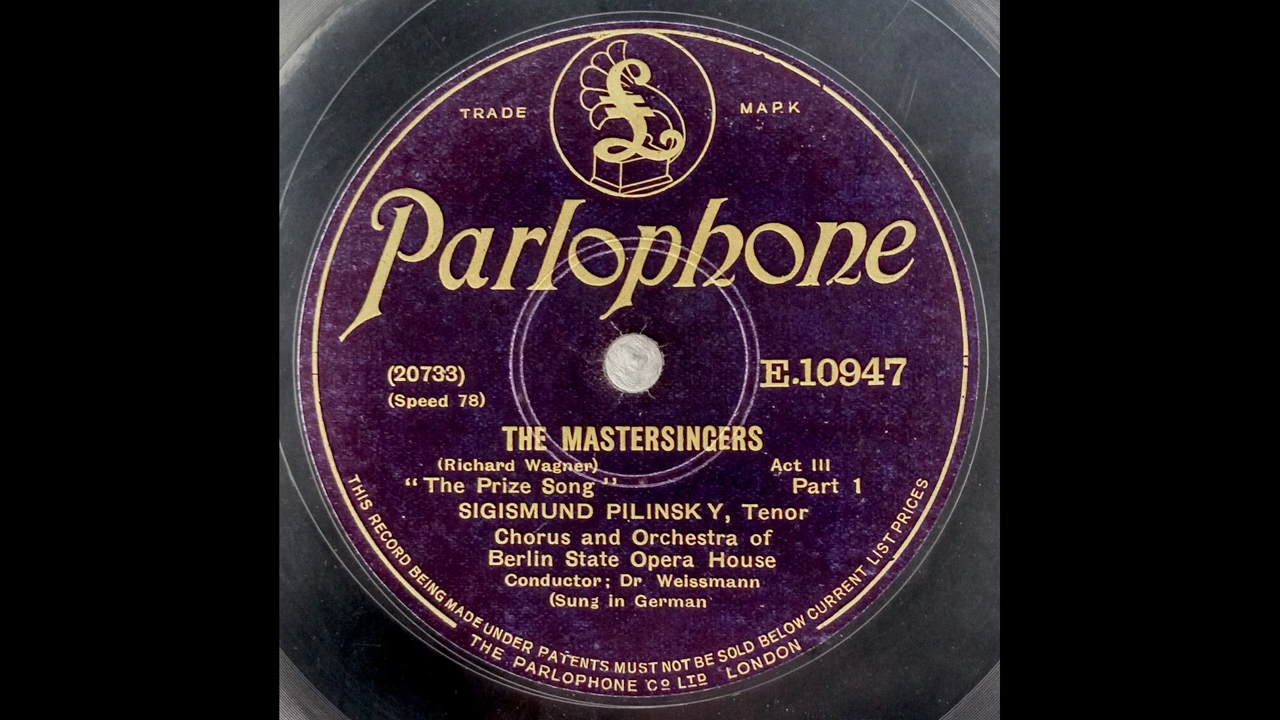 TRADE MARK
£
Parlophone
(20733)
E.10947
(Speed 78)
THE MASTERSINGERS
(Richard Wagner) Act III
“The Prize Song” Part 1
SIGISMUND PILINSKY, Tenor
Chorus and Orchestra of
Berlin State Opera House
Conductor; Dr. Weissmann
(Sung in German
THIS RECORD BEING MADE UNDER PATENTS MUST NOT BE SOLD BELOW CURRENT LIST PRICES
THE PARLOPHONE Co LTD LONDON